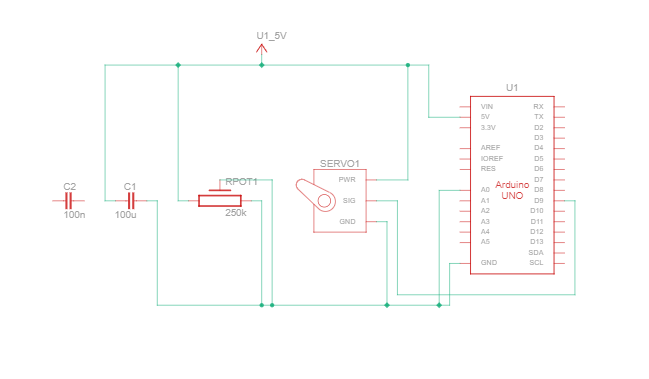 U1_5V
U1
VIN
5V
3.3V
AREF
IOREF
RES
A0
A1
A2
A3
A4
A5
GND
Arduino
UNO
RX
TX
D2
D3
D4
D5
D6
D7
D8
D9
D10
D11
D12
D13
SDA
SCL
SERVO1
PWR
SIG
GND
C2
100n
C1
100u
RPOT1
250k